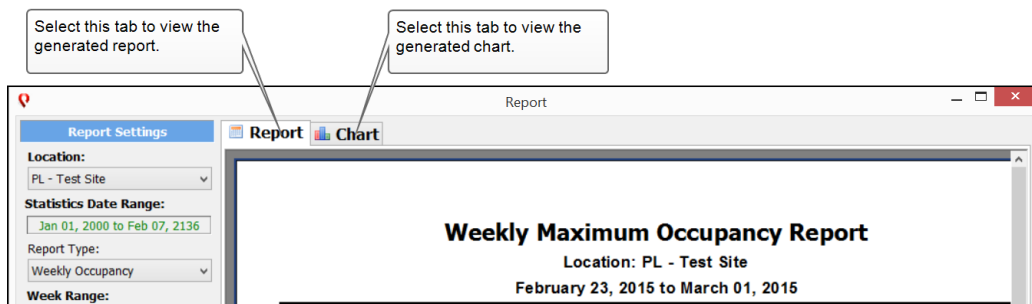 Select this tab to view the
generated report.
Select this tab to view the
generated chart.
Report
Report Settings
Report
Chart
Location:
PL - Test Site
Statistics Date Range:
Jan 01, 2000 to Feb 07, 2136
Report Type:
Weekly Occupancy
Week Range:
Weekly Maximum Occupancy Report
Location: PL - Test Site
February 23, 2015 to March 01, 2015